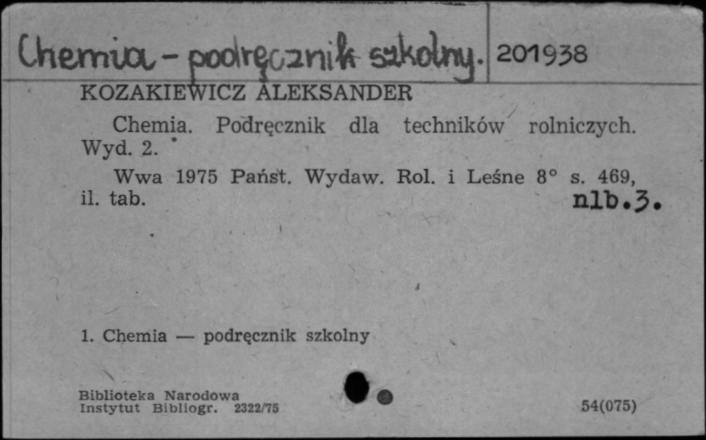 Chemia - podręcznik szkolny. 201938
KOZAKIEWICZ ALEKSANDER
Chemia. Podręcznik dla techników rolniczych.
Wyd. 2.
Wwa 1975 Państ. Wydaw. Rol. i Leśne 8° s. 469,
il. tab. nlb.3.
1. Chemia — podręcznik szkolny
Biblioteka Narodowa
Instytut Bibliogr. 2322/75 54(075)